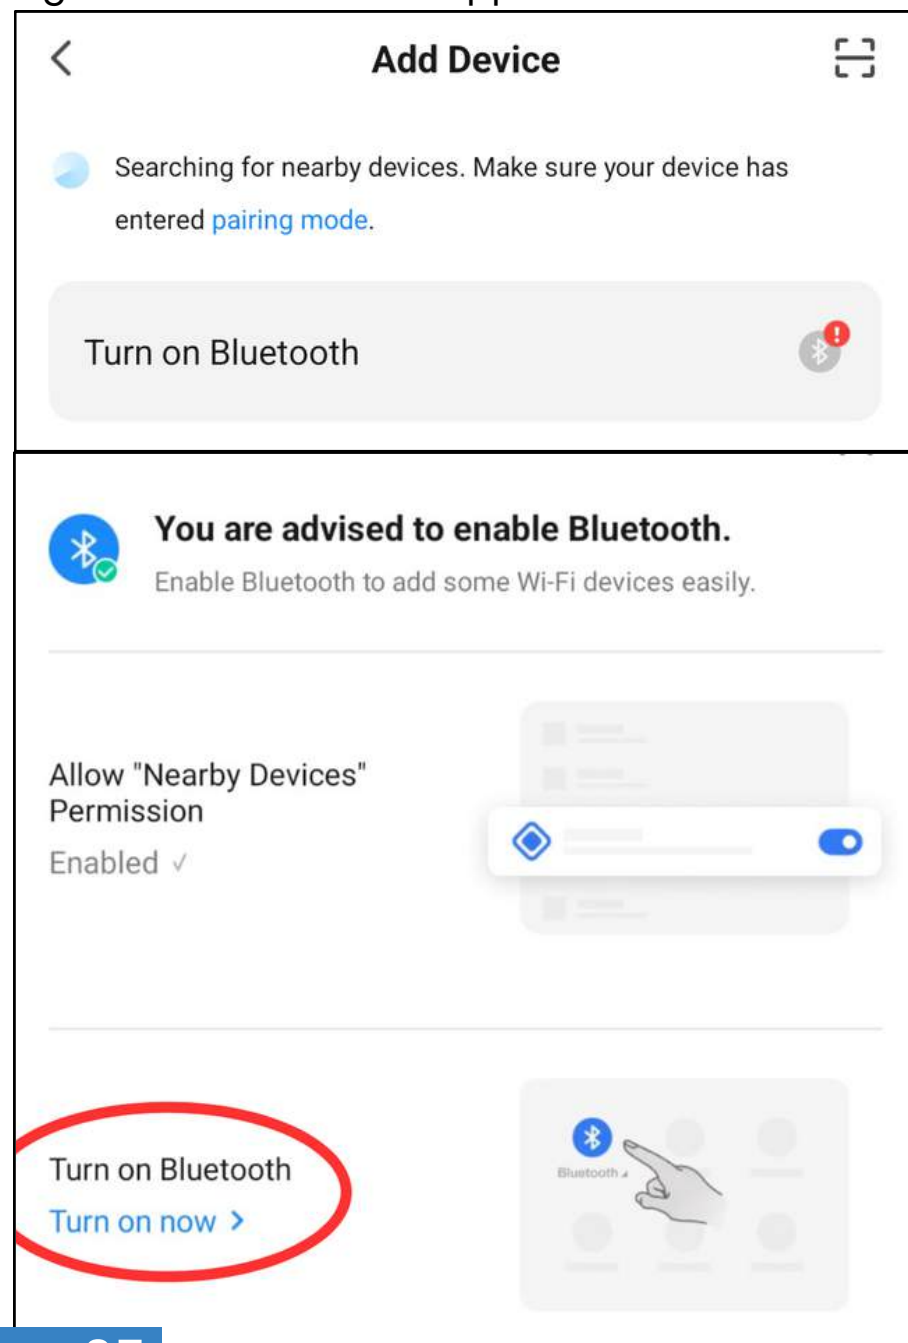 Add Device
Searching for nearby devices. Make sure your device has
entered pairing mode.
Turn on Bluetooth
You are advised to enable Bluetooth.
Enable Bluetooth to add some Wi-Fi devices easily.
Allow "Nearby Devices"
Permission
Enabled ✓
Bluetooth
Turn on Bluetooth
Turn on now >